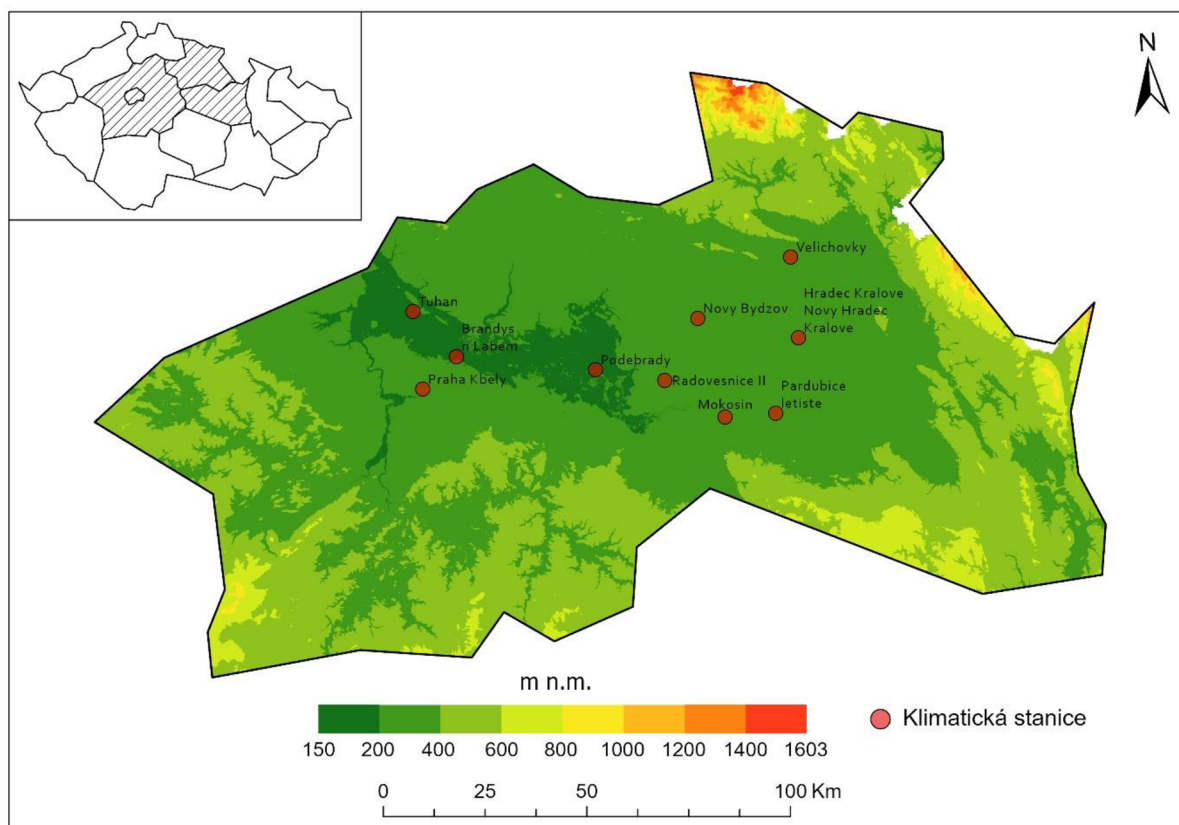 N
Velichovky
Hradec Kralove
Novy Hradec
Kralove
Tuhan
Novy Bydzov
Brandys
n Labem
Podebrady
Praha Kbely
Radovesnice II
Pardubice
letiste
Mokosin
m n.m.
150 200 400 600 800 1000 1200 1400 1603
Klimatická stanice
0 25 50 100 Km